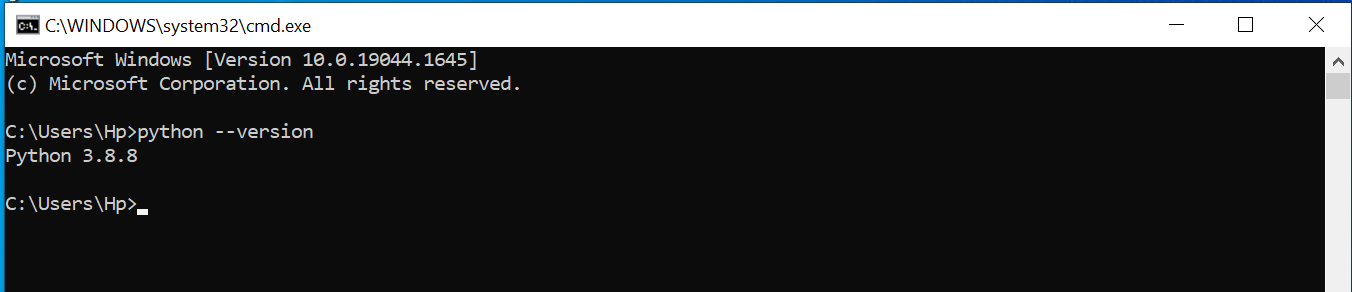 C:\WINDOWS\system32\cmd.exe
Microsoft Windows [Version 10.0.19044.1645]
(c) Microsoft Corporation. All rights reserved.
C:\Users\Hp>python --version
Python 3.8.8
C:\Users\Hp>